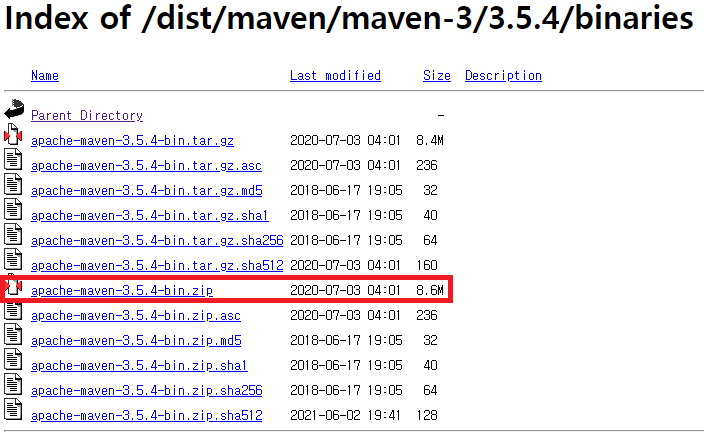 Index of /dist/maven/maven-3/3.5.4/binaries
Name Last modified Size Description
Parent Directory -
apache-maven-3.5.4-bin.tar.gz 2020-07-03 04:01 8.4M
apache-maven-3.5.4-bin.tar.gz.asc 2020-07-03 04:01 236
apache-maven-3.5.4-bin.tar.gz.md5 2018-06-17 19:05 32
apache-maven-3.5.4-bin.tar.gz.sha1 2018-06-17 19:05 40
apache-maven-3.5.4-bin.tar.gz.sha256 2018-06-17 19:05 64
apache-maven-3.5.4-bin.tar.gz.sha512 2020-07-03 04:01 160
apache-maven-3.5.4-bin.zip 2020-07-03 04:01 8.6M
apache-maven-3.5.4-bin.zip.asc 2020-07-03 04:01 236
apache-maven-3.5.4-bin.zip.md5 2018-06-17 19:05 32
apache-maven-3.5.4-bin.zip.sha1 2018-06-17 19:05 40
apache-maven-3.5.4-bin.zip.sha256 2018-06-17 19:05 64
apache-maven-3.5.4-bin.zip.sha512 2021-06-02 19:41 128